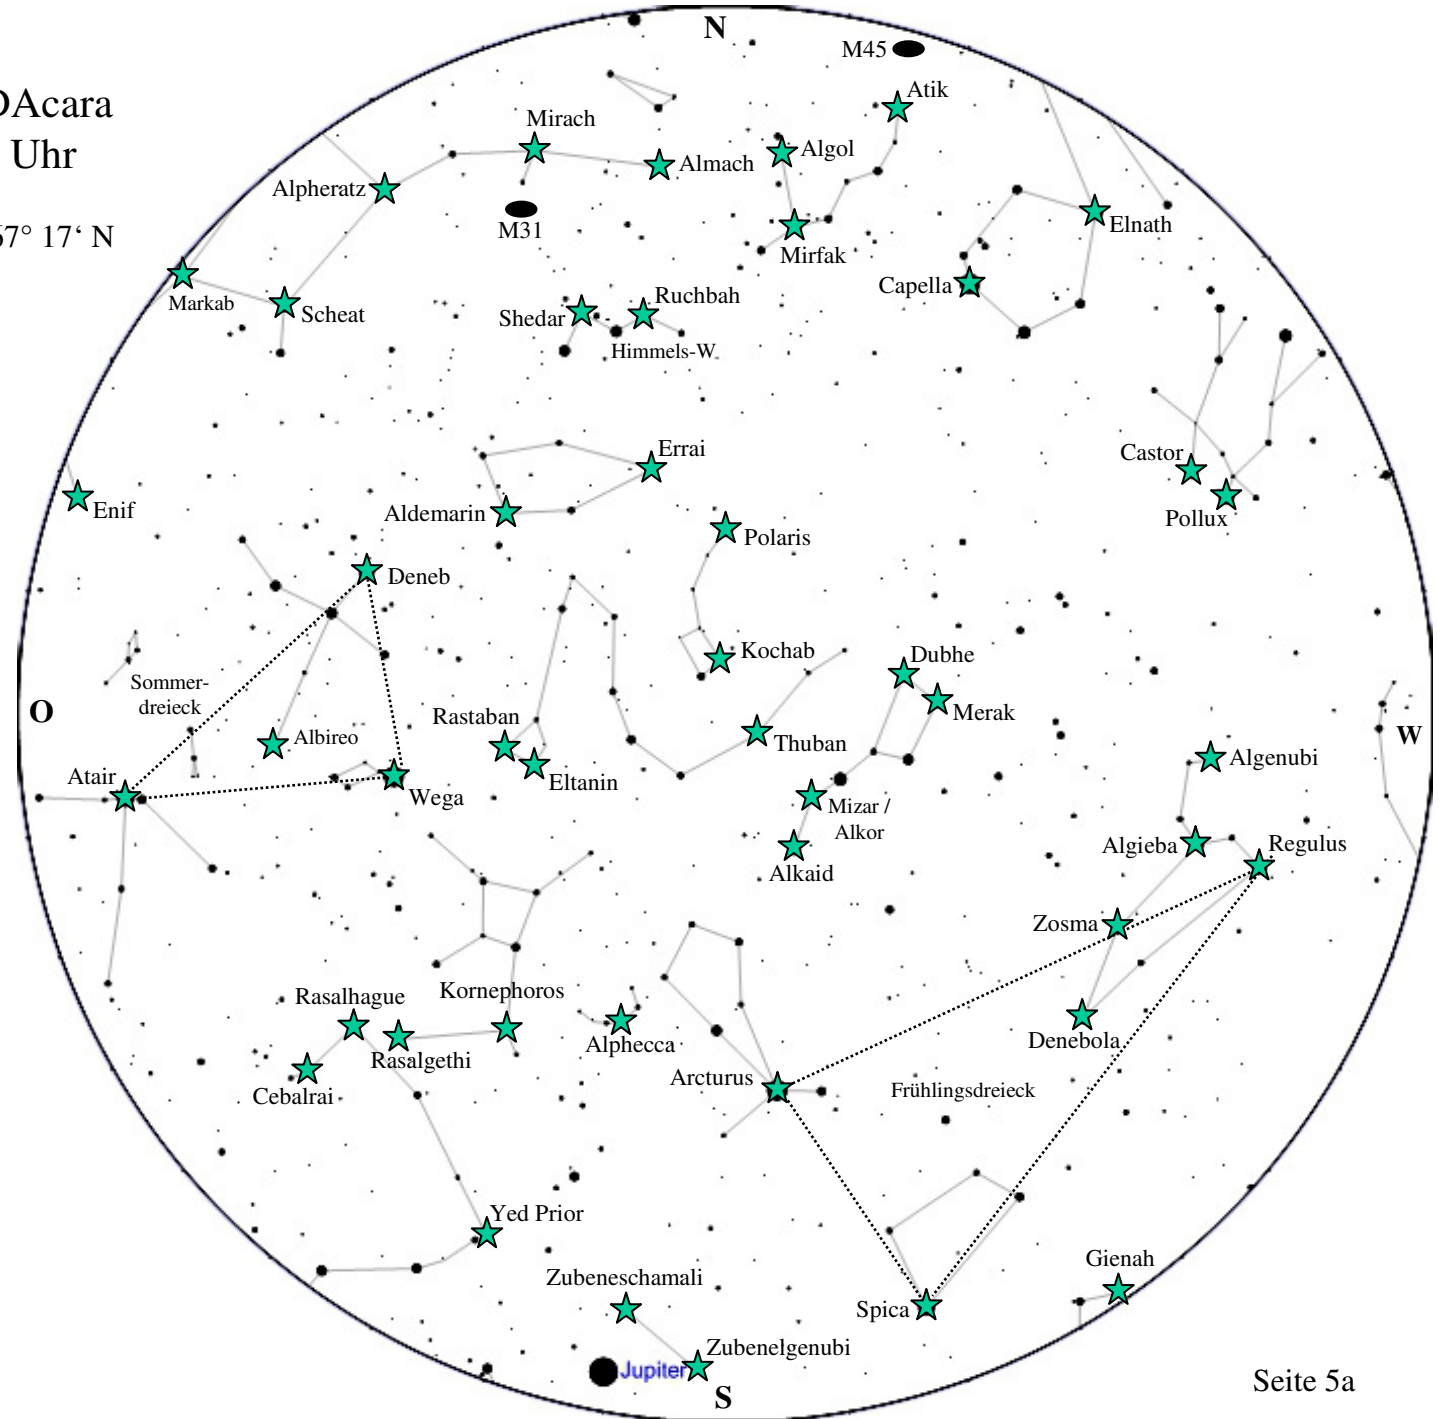 N
M45
Atik
Acara
Uhr
67° 17‘ N
Mirach
Algol
Almach
Alpheratz
M31
Elnath
Mirfak
Capella
Markab
Scheat
Ruchbah
Shedar
Himmels-W.
Errai
Castor
Enif
Aldemarin
Pollux
Polaris
Deneb
Kochab
Dubhe
Sommer-
dreieck
Merak
O
Rastaban
Albireo
Thuban
W
Algenubi
Atair
Eltanin
Wega
Mizar /
Alkor
Algieba
Regulus
Alkaid
Zosma
Rasalhague
Kornephoros
Denebola
Alphecca
Rasalgethi
Arcturus
Cebalrai
Frühlingsdreieck
Yed Prior
Gienah
Zubeneschamali
Spica
Zubenelgenubi
Jupiter
S
Seite 5a